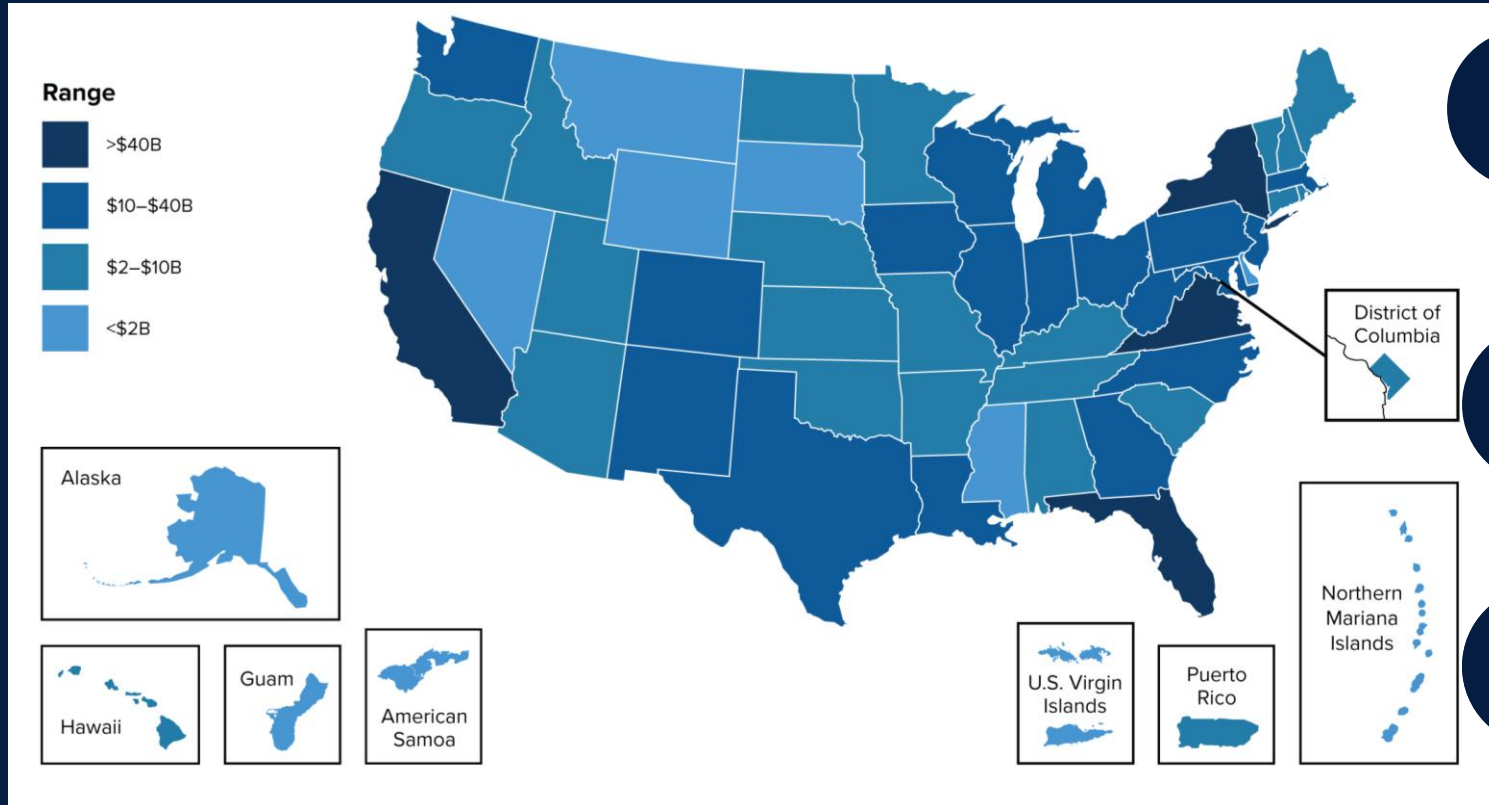 Range
>$40B
$10–$40B
$2–$10B
<$2B
District of
Columbia
Alaska
Hawaii
Guam
American
Samoa
U.S. Virgin
Islands
Puerto
Rico
Northern
Mariana
Islands